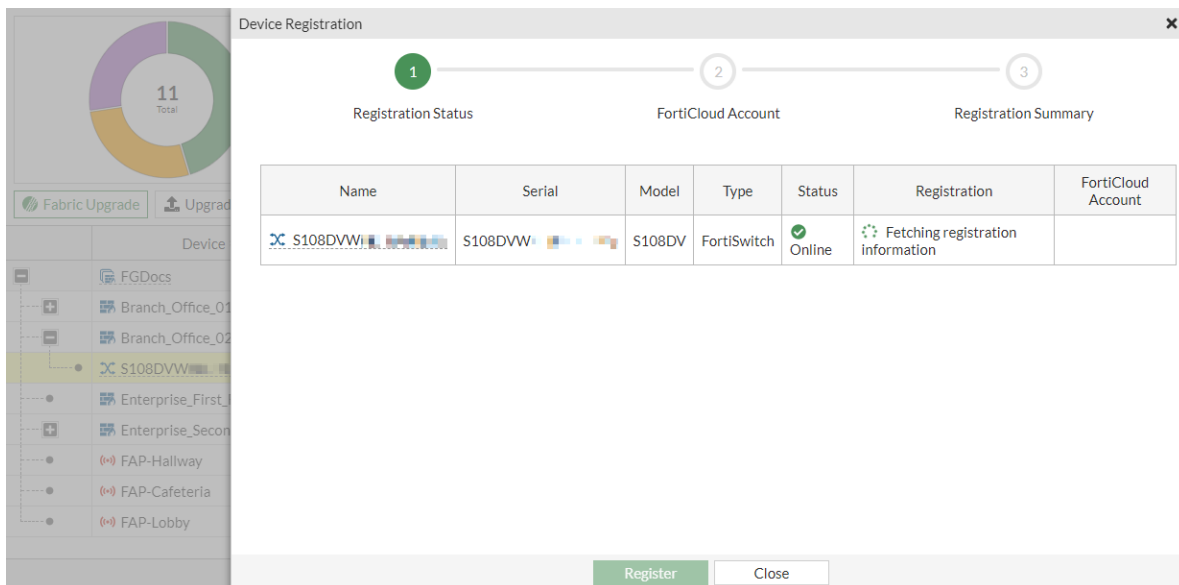 Device Registration
1
2
3
Registration Status
FortiCloud Account
Registration Summary
11
Total
Fabric Upgrade
Device
FGDocs
Branch_Office_01
Branch_Office_02
S108DVW
Enterprise_First_
Enterprise_Secon
FAP-Hallway
FAP-Cafeteria
FAP-Lobby
Name
Serial
Model
Type
Status
Registration
FortiCloud
Account
S108DVW
S108DVW
S108DV
FortiSwitch
Online
Fetching registration
information
Register
Close